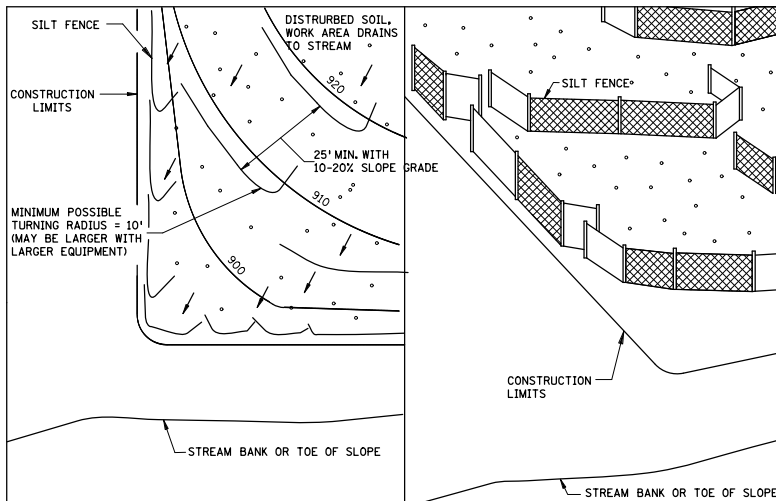 SILT FENCE
DISTRURBED SOIL,
WORK AREA DRAINS
TO STREAM
CONSTRUCTION
LIMITS
920
25' MIN. WITH
10-20% SLOPE GRADE
910
MINIMUM POSSIBLE
TURNING RADIUS = 10'
(MAY BE LARGER WITH
LARGER EQUIPMENT)
900
STREAM BANK OR TOE OF SLOPE
SILT FENCE
CONSTRUCTION
LIMITS
STREAM BANK OR TOE OF SLOPE